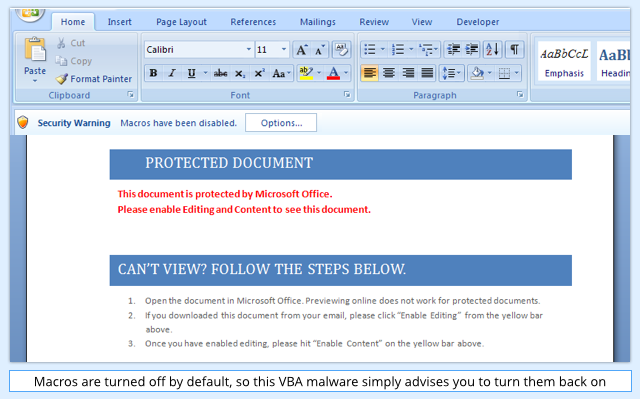 Home Insert Page Layout References Mailings Review View Developer
Cut
Copy
Paste
Format Painter
Calibri 11 A A Aa
B I U abc x₂ x² Aa ab A
A Z ¶
AaBbCcL
Emphasis
AaBl
Headin
Clipboard Font Paragraph
Security Warning Macros have been disabled. Options...
PROTECTED DOCUMENT
This document is protected by Microsoft Office.
Please enable Editing and Content to see this document.
CAN'T VIEW? FOLLOW THE STEPS BELOW.
1. Open the document in Microsoft Office. Previewing online does not work for protected documents.
2. If you downloaded this document from your email, please click "Enable Editing" from the yellow bar
above.
3. Once you have enabled editing, please hit "Enable Content" on the yellow bar above.
Macros are turned off by default, so this VBA malware simply advises you to turn them back on